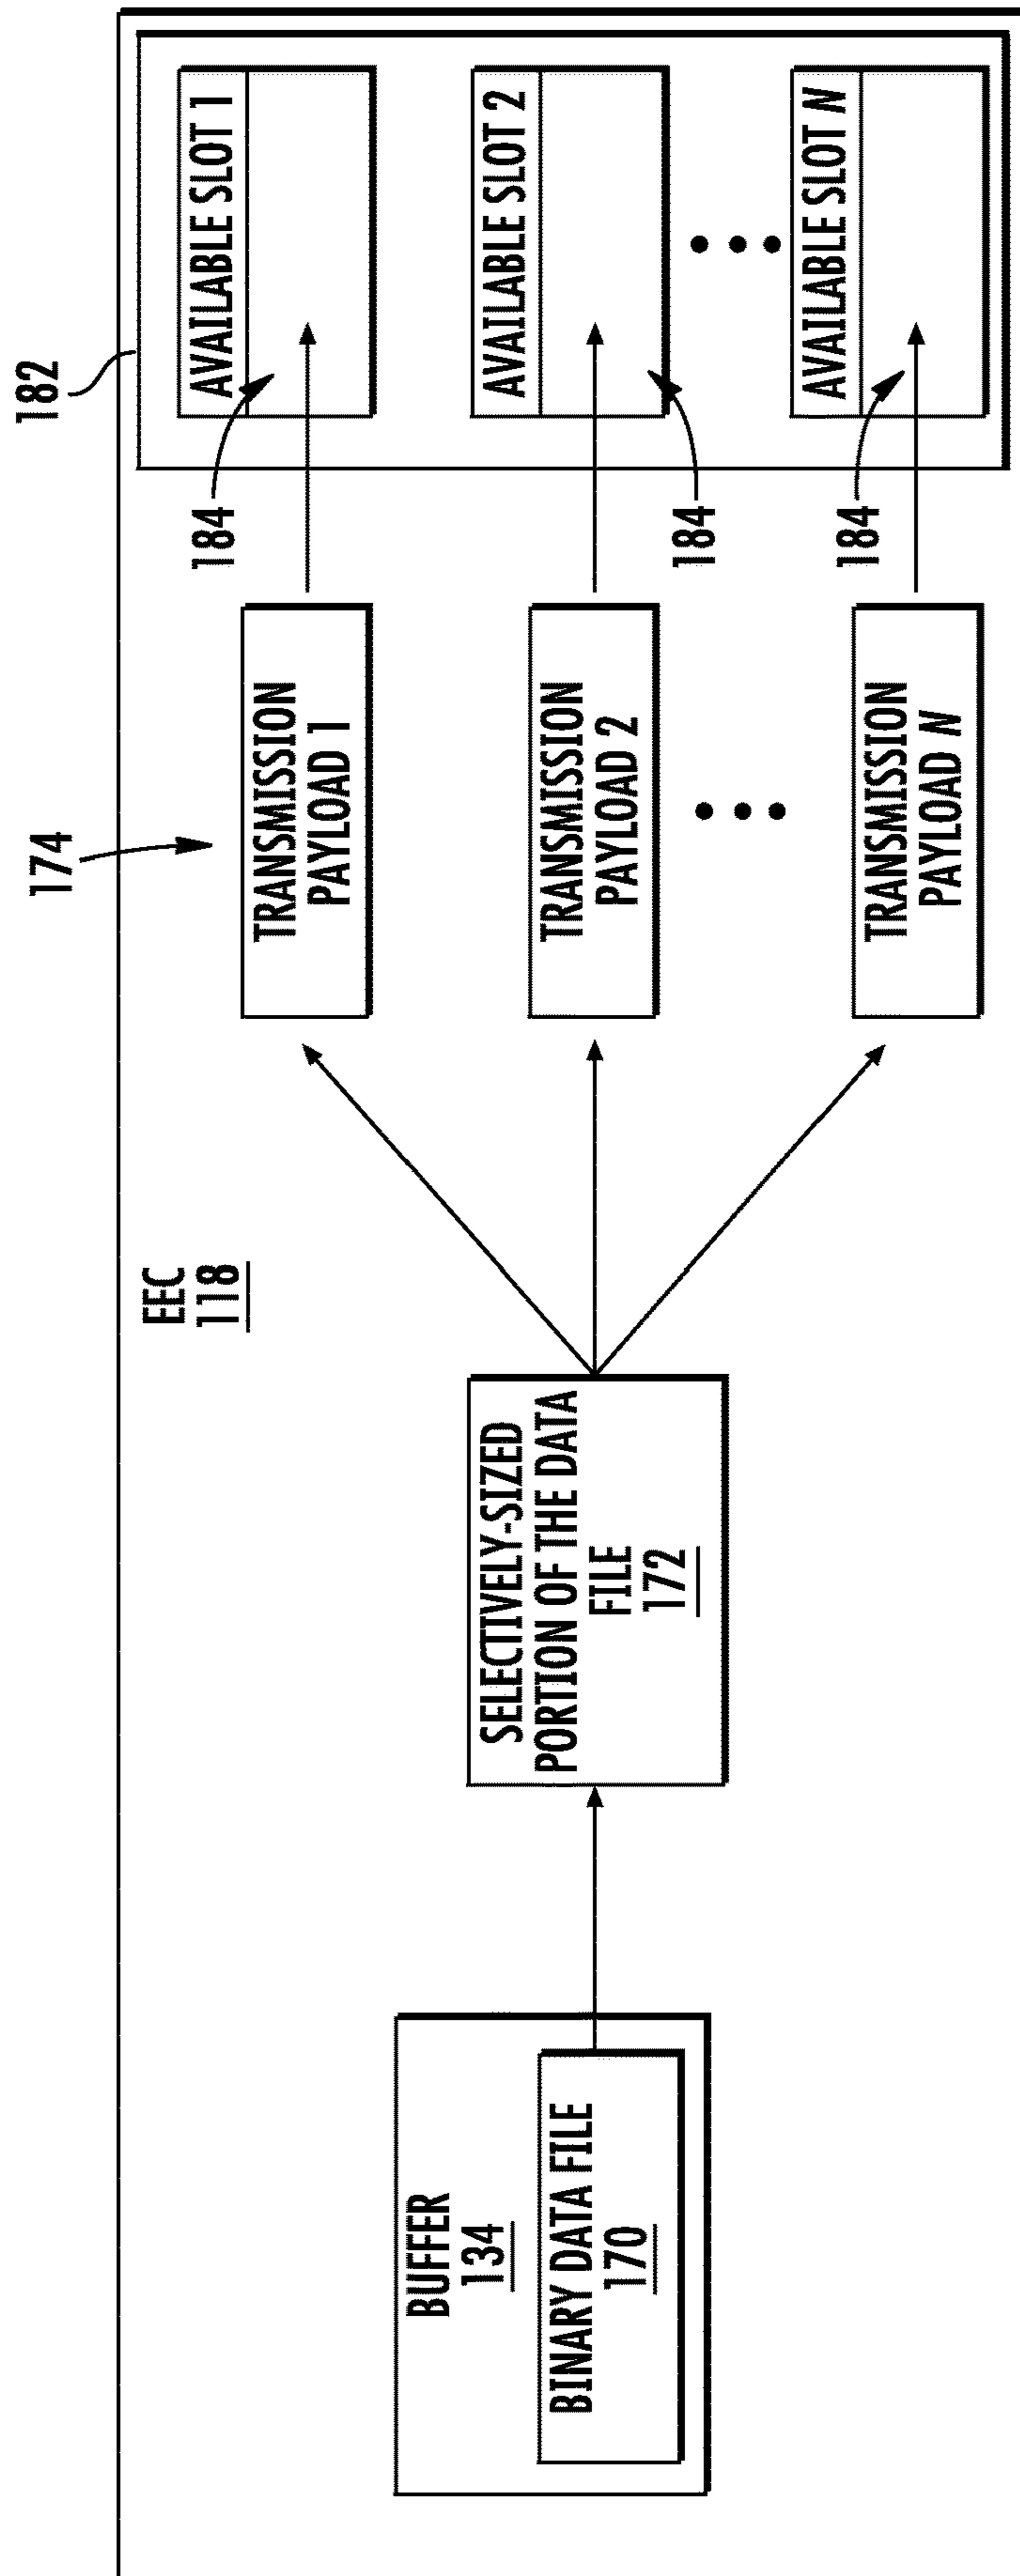 EEC
118
BUFFER
134
BINARY DATA FILE
170
SELECTIVELY-SIZED
PORTION OF THE DATA
FILE
172
174
TRANSMISSION
PAYLOAD 1
TRANSMISSION
PAYLOAD 2
TRANSMISSION
PAYLOAD N
182
184
AVAILABLE SLOT 1
184
AVAILABLE SLOT 2
184
AVAILABLE SLOT N